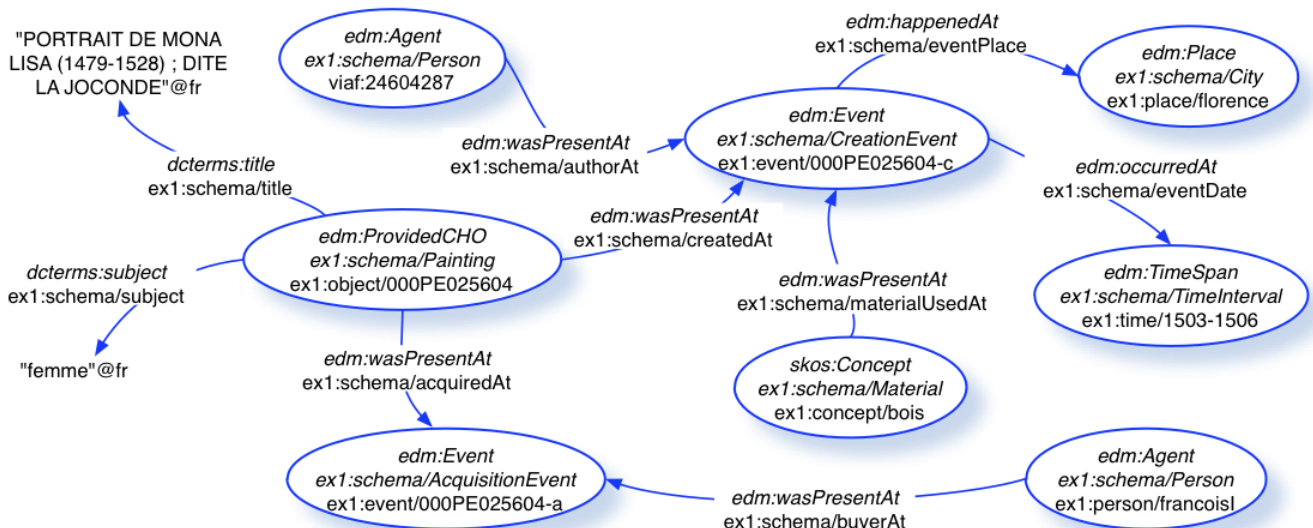 "PORTRAIT DE MONA
LISA (1479-1528) ; DITE
LA JOCONDE"@fr
edm:Agent
ex1:schema/Person
viaf:24604287
edm:happenedAt
ex1:schema/eventPlace
edm:Place
ex1:schema/City
ex1:place/florence
edm:Event
ex1:schema/CreationEvent
ex1:event/000PE025604-c
edm:wasPresentAt
ex1:schema/authorAt
dcterms:title
ex1:schema/title
edm:occurredAt
ex1:schema/eventDate
edm:wasPresentAt
ex1:schema/createdAt
edm:ProvidedCHO
ex1:schema/Painting
ex1:object/000PE025604
dcterms:subject
ex1:schema/subject
edm:wasPresentAt
ex1:schema/materialUsedAt
edm:TimeSpan
ex1:schema/TimeInterval
ex1:time/1503-1506
"femme"@fr
edm:wasPresentAt
ex1:schema/acquiredAt
skos:Concept
ex1:schema/Material
ex1:concept/bois
edm:Event
ex1:schema/AcquisitionEvent
ex1:event/000PE025604-a
edm:wasPresentAt
ex1:schema/buyerAt
edm:Agent
ex1:schema/Person
ex1:person/francoisI